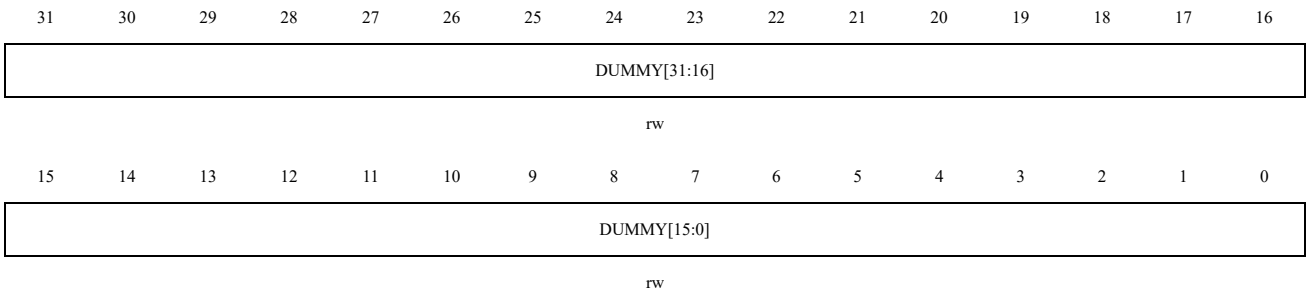 31 30 29 28 27 26 25 24 23 22 21 20 19 18 17 16
DUMMY[31:16]
rw
15 14 13 12 11 10 9 8 7 6 5 4 3 2 1 0
DUMMY[15:0]
rw